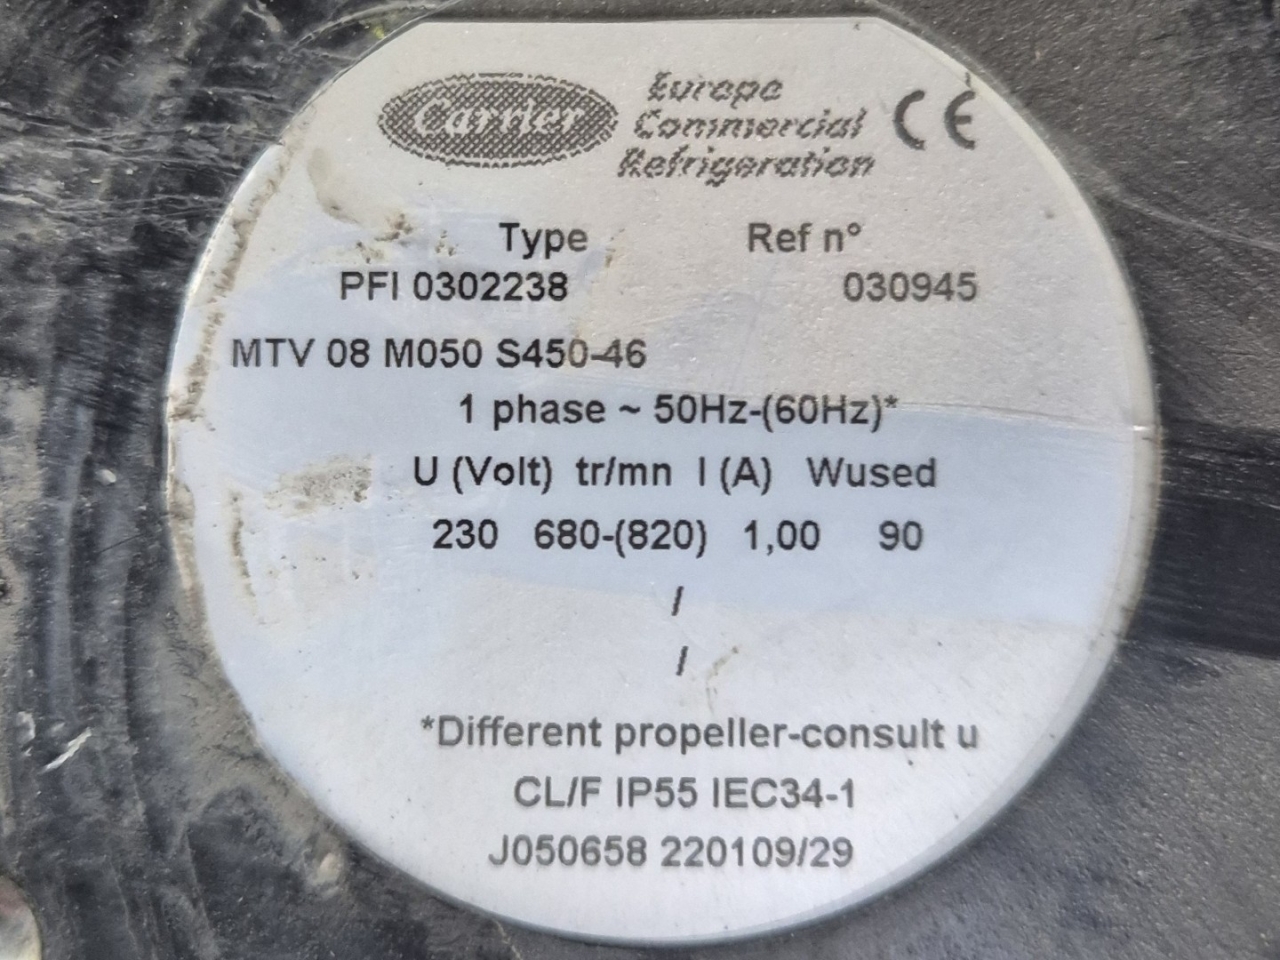 Carrier
Europe
Commercial
Refrigeration
CE
Type Ref n°
PFI 0302238 030945
MTV 08 M050 S450-46
1 phase ~ 50Hz-(60Hz)*
U (Volt) tr/mn I (A) Wused
230 680-(820) 1,00 90
/
/
*Different propeller-consult u
CL/F IP55 IEC34-1
J050658 220109/29